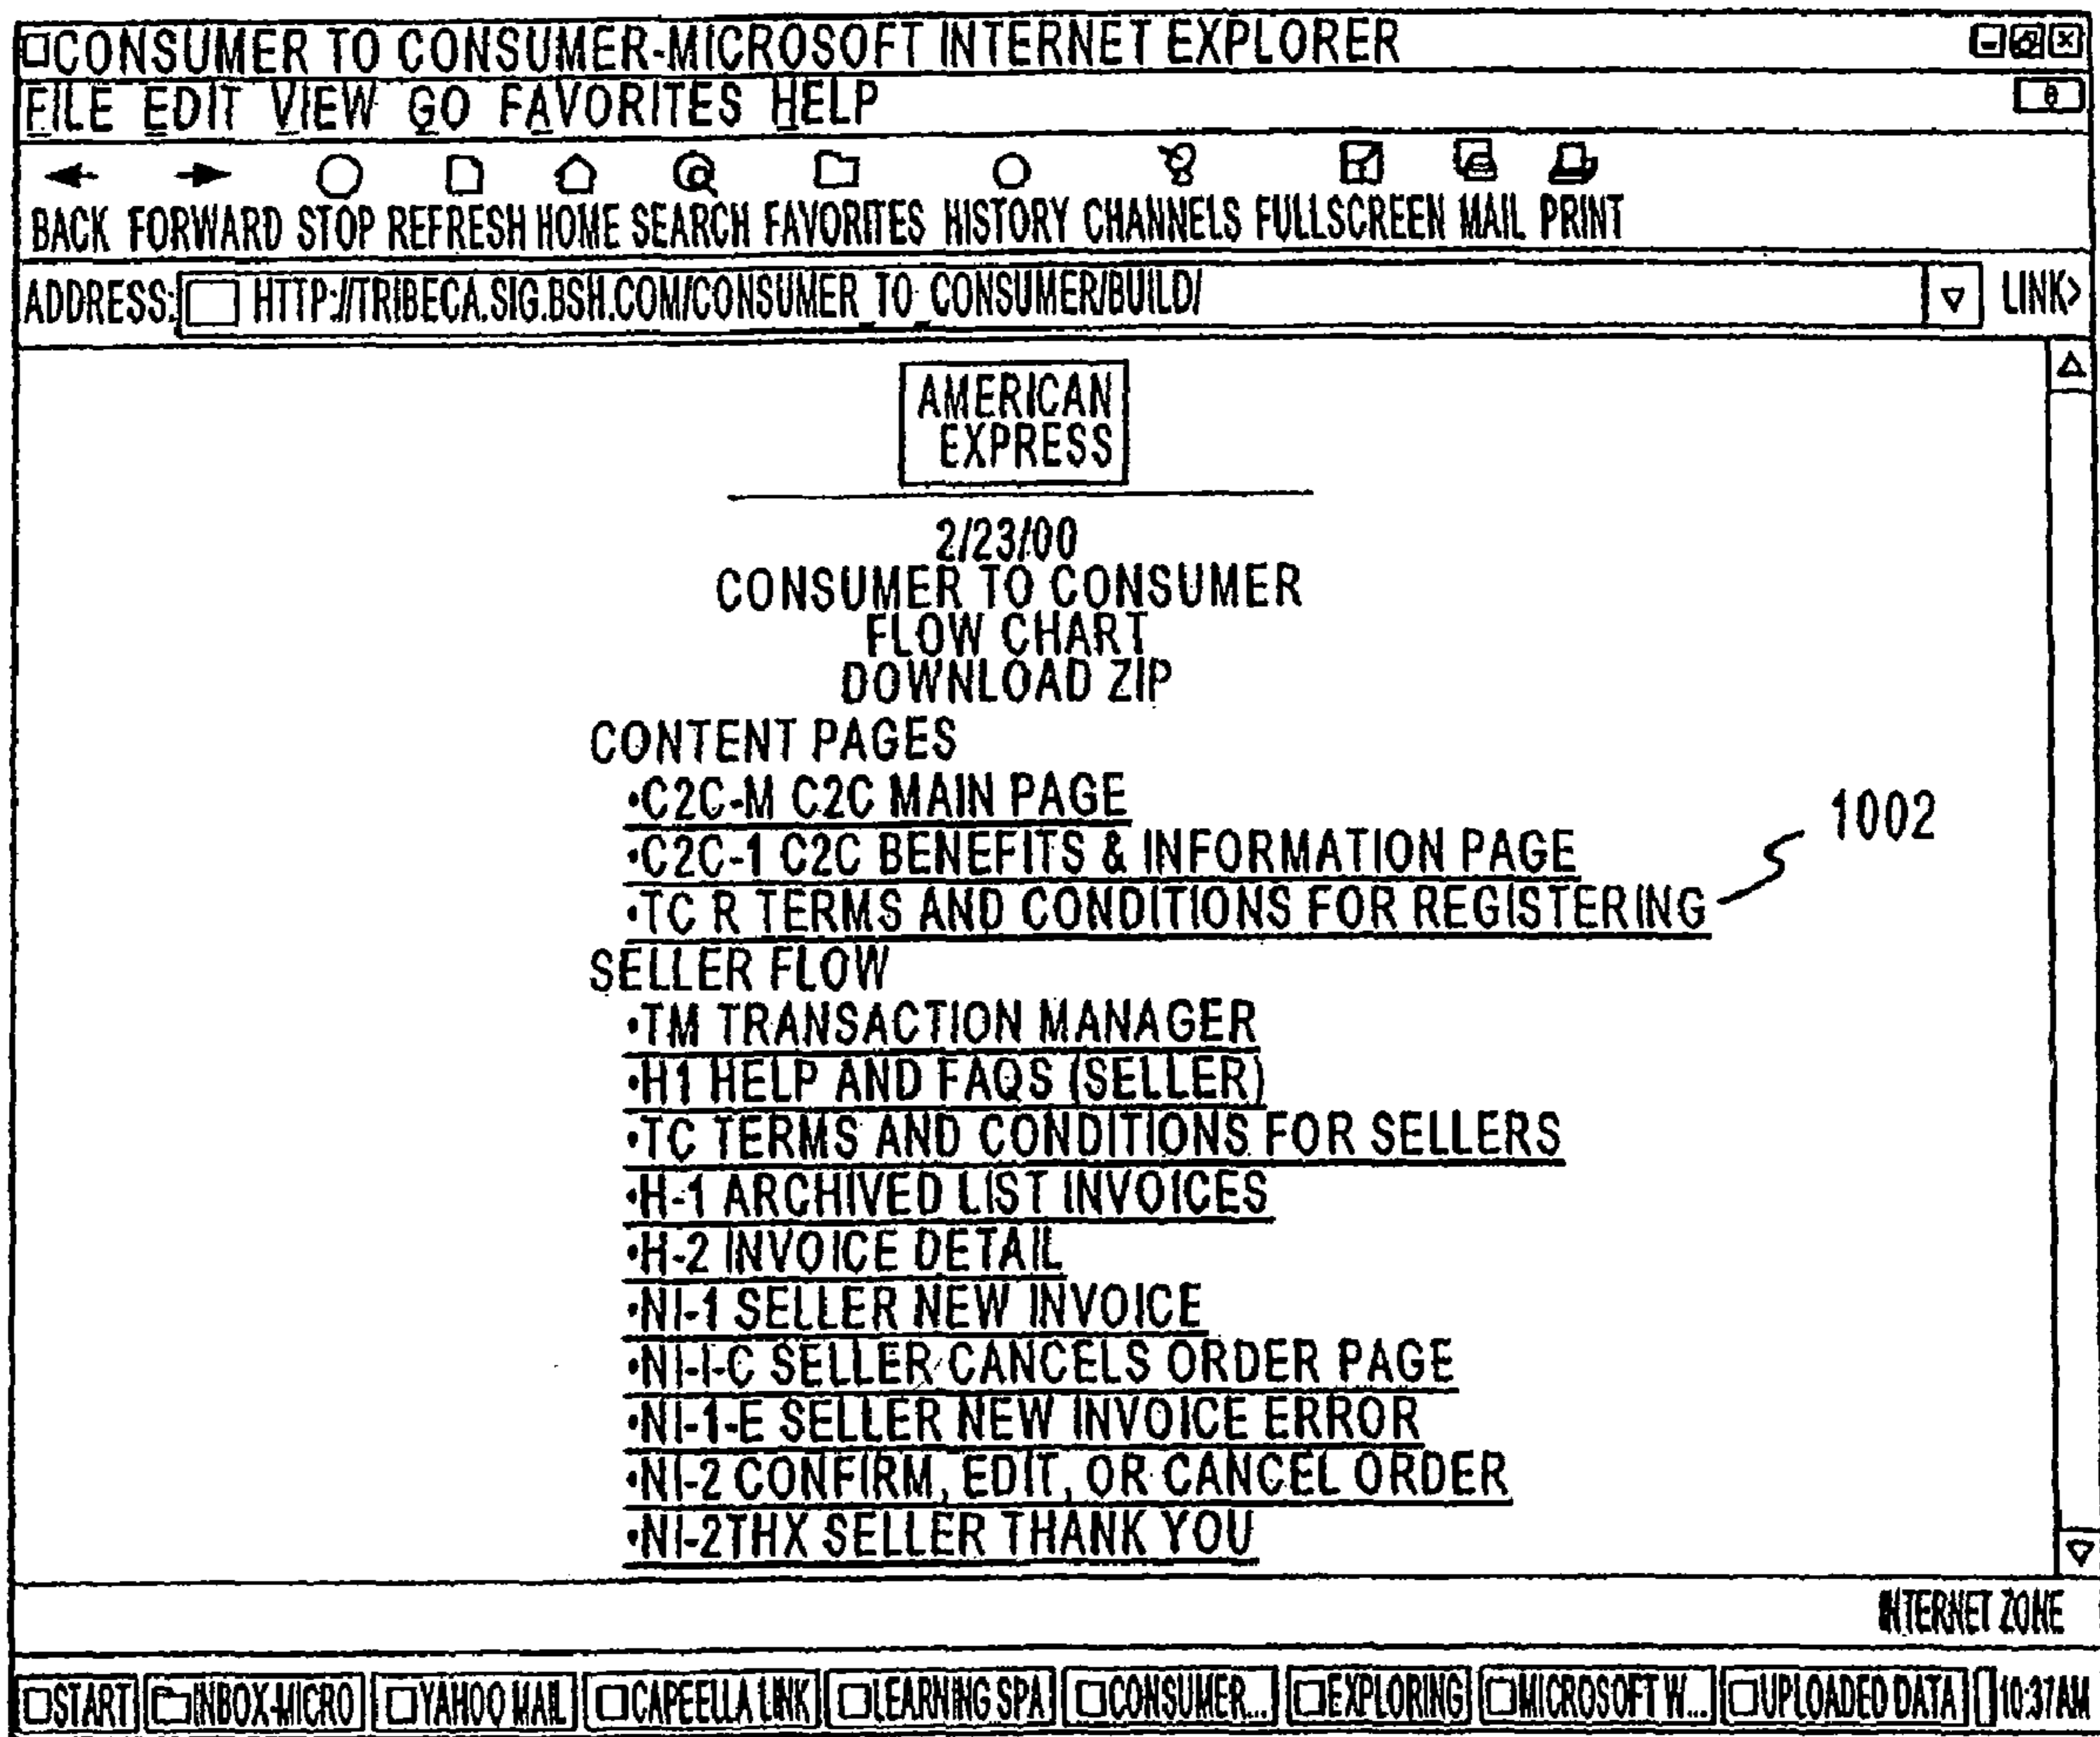 CONSUMER TO CONSUMER-MICROSOFT INTERNET EXPLORER
FILE EDIT VIEW GO FAVORITES HELP
BACK FORWARD STOP REFRESH HOME SEARCH FAVORITES HISTORY CHANNELS FULLSCREEN MAIL PRINT
ADDRESS: HTTP://TRIBECA.SIG.BSH.COM/CONSUMER_TO_CONSUMER/BUILD/ LINK>
AMERICAN
EXPRESS
2/23/00
CONSUMER TO CONSUMER
FLOW CHART
DOWNLOAD ZIP
CONTENT PAGES
•C2C-M C2C MAIN PAGE
•C2C-1 C2C BENEFITS & INFORMATION PAGE
•TC R TERMS AND CONDITIONS FOR REGISTERING
1002
SELLER FLOW
•TM TRANSACTION MANAGER
•H1 HELP AND FAQS (SELLER)
•TC TERMS AND CONDITIONS FOR SELLERS
•H-1 ARCHIVED LIST INVOICES
•H-2 INVOICE DETAIL
•NI-1 SELLER NEW INVOICE
•NI-I-C SELLER CANCELS ORDER PAGE
•NI-1-E SELLER NEW INVOICE ERROR
•NI-2 CONFIRM, EDIT, OR CANCEL ORDER
•NI-2THX SELLER THANK YOU
INTERNET ZONE
START INBOX-MICRO YAHOO MAIL CAPEELLA LINK LEARNING SPA CONSUMER... EXPLORING MICROSOFT W... UPLOADED DATA 10:37AM